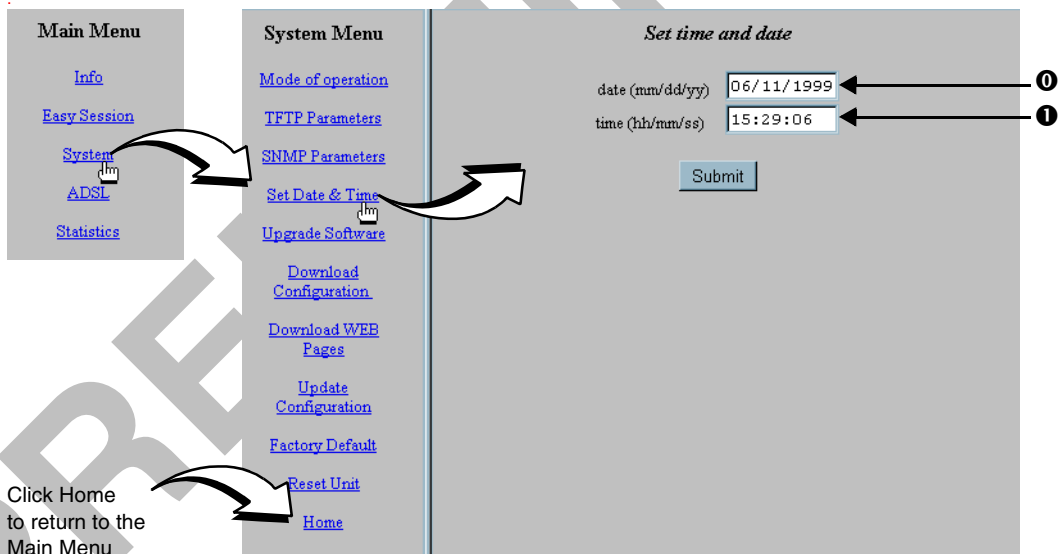 Main Menu
Info
Easy Session
System
ADSL
Statistics
System Menu
Mode of operation
TFTP Parameters
SNMP Parameters
Set Date & Time
Upgrade Software
Download
Configuration
Download WEB
Pages
Update
Configuration
Factory Default
Reset Unit
Home
Set time and date
date (mm/dd/yy) 06/11/1999 0
time (hh/mm/ss) 15:29:06 1
Submit
Click Home
to return to the
Main Menu